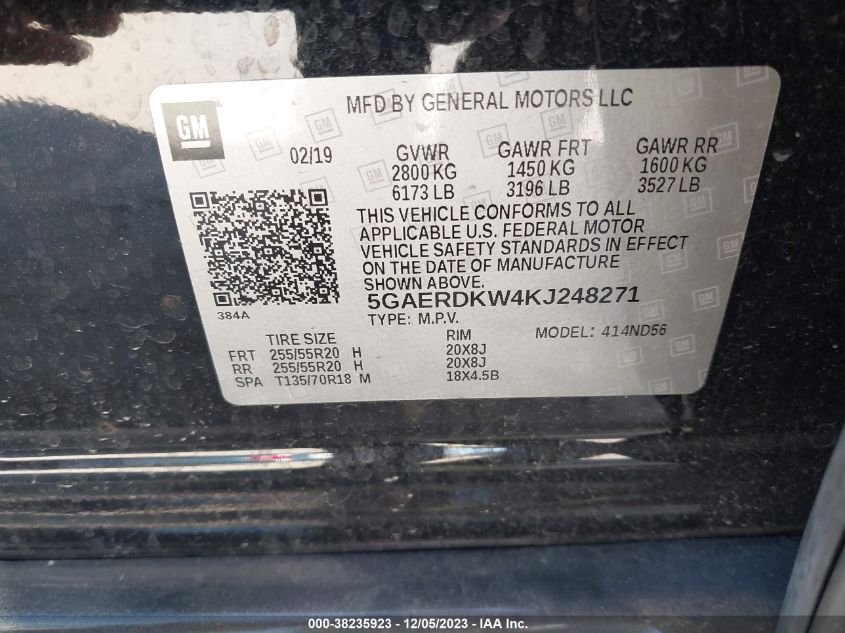 GM
MFD BY GENERAL MOTORS LLC
02/19
GVWR GAWR FRT GAWR RR
2800 KG 1450 KG 1600 KG
6173 LB 3196 LB 3527 LB
THIS VEHICLE CONFORMS TO ALL
APPLICABLE U.S. FEDERAL MOTOR
VEHICLE SAFETY STANDARDS IN EFFECT
ON THE DATE OF MANUFACTURE
SHOWN ABOVE.
384A
5GAERDKW4KJ248271
TYPE: M.P.V. MODEL: 414ND56
TIRE SIZE RIM
FRT 255/55R20 H 20X8J
RR 255/55R20 H 20X8J
SPA T135/70R18 M 18X4.5B
000-38235923 - 12/05/2023 - IAA Inc.